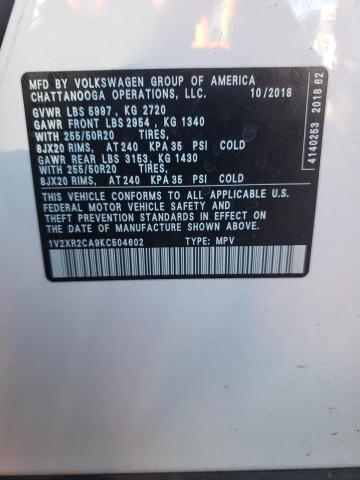 MFD BY VOLKSWAGEN GROUP OF AMERICA
CHATTANOOGA OPERATIONS, LLC. 10/2018
GVWR LBS 5997, KG 2720
GAWR FRONT LBS 2954, KG 1340
WITH 255/50R20 TIRES,
8JX20 RIMS, AT 240 KPA 35 PSI COLD
GAWR REAR LBS 3153, KG 1430
WITH 255/50R20 TIRES,
8JX20 RIMS, AT 240 KPA 35 PSI COLD
THIS VEHICLE CONFORMS TO ALL APPLICABLE U.S.
FEDERAL MOTOR VEHICLE SAFETY, BUMPER, AND
THEFT PREVENTION STANDARDS IN EFFECT ON THE
DATE OF MANUFACTURE SHOWN ABOVE.
1V2XR2CA9KC504602 TYPE: MPV
4140253 2018 62